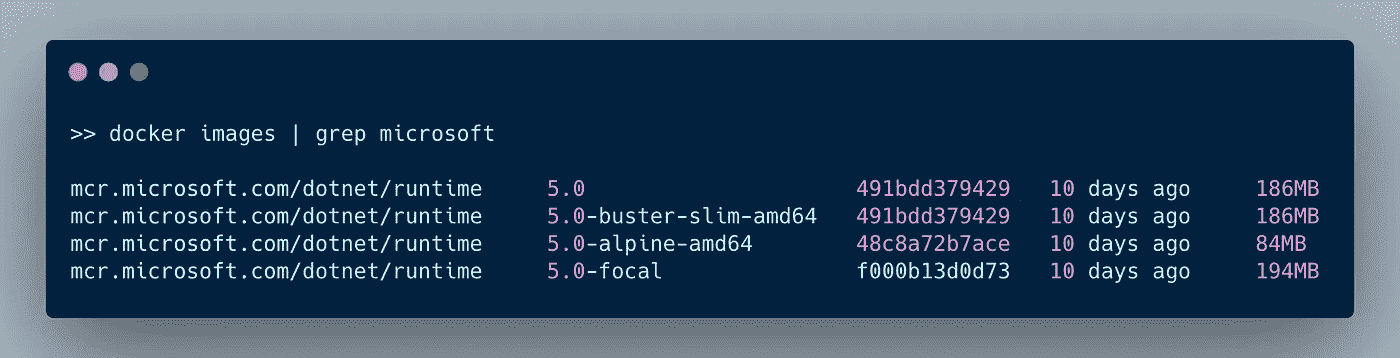 >> docker images | grep microsoft
mcr.microsoft.com/dotnet/runtime 5.0 491bdd379429 10 days ago 186MB
mcr.microsoft.com/dotnet/runtime 5.0-buster-slim-amd64 491bdd379429 10 days ago 186MB
mcr.microsoft.com/dotnet/runtime 5.0-alpine-amd64 48c8a72b7ace 10 days ago 84MB
mcr.microsoft.com/dotnet/runtime 5.0-focal f000b13d0d73 10 days ago 194MB